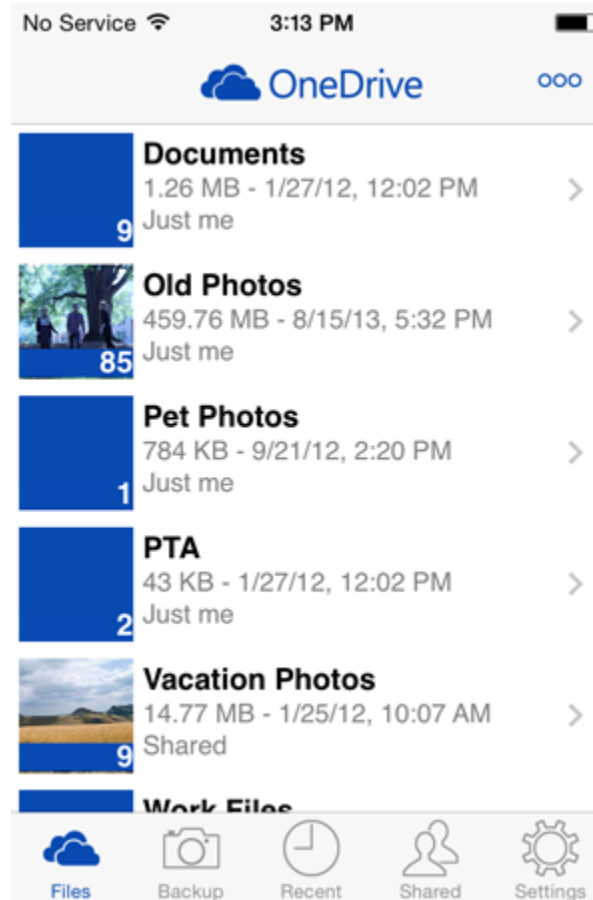 No Service 3:13 PM
OneDrive
Documents
1.26 MB - 1/27/12, 12:02 PM
9 Just me
Old Photos
459.76 MB - 8/15/13, 5:32 PM
85 Just me
Pet Photos
784 KB - 9/21/12, 2:20 PM
1 Just me
PTA
43 KB - 1/27/12, 12:02 PM
2 Just me
Vacation Photos
14.77 MB - 1/25/12, 10:07 AM
9 Shared
Work Files
Files Backup Recent Shared Settings